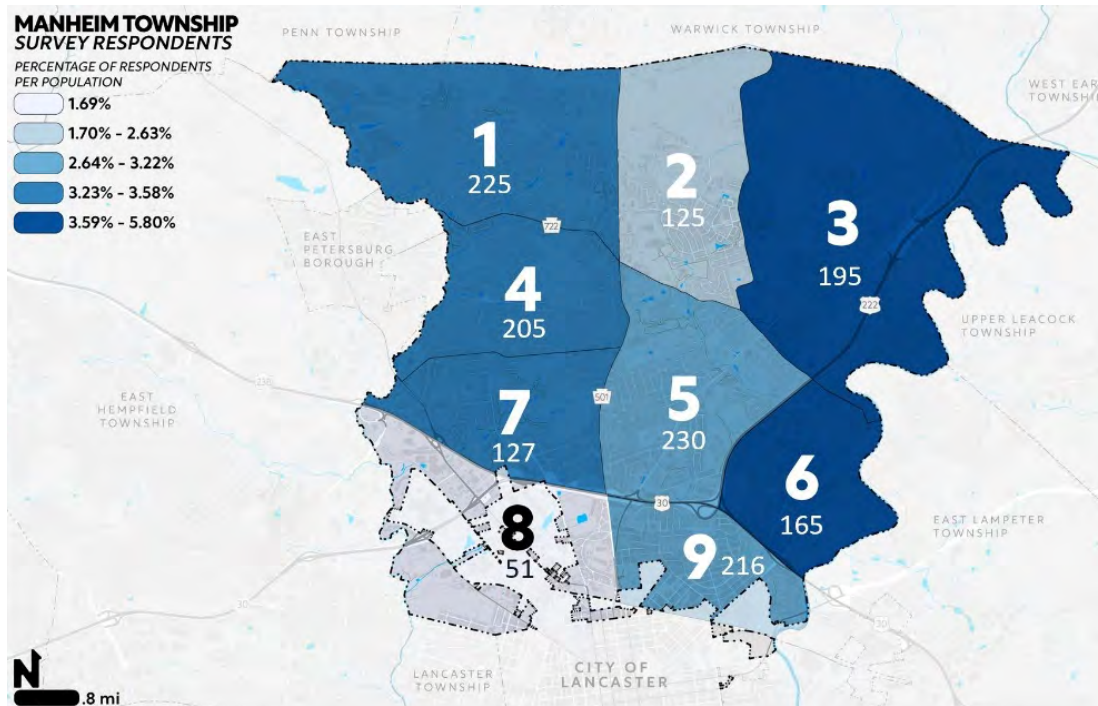 MANHEIM TOWNSHIP
SURVEY RESPONDENTS
PERCENTAGE OF RESPONDENTS
PER POPULATION
1.69%
1.70% - 2.63%
2.64% - 3.22%
3.23% - 3.58%
3.59% - 5.80%
PENN TOWNSHIP
WARWICK TOWNSHIP
WEST EAR
TOWNSHIP
1
225
2
125
3
195
722
EAST
PETERSBURG
BOROUGH
4
205
222
UPPER LEACOCK
TOWNSHIP
EAST
HEMPFIELD
TOWNSHIP
7
127
501
5
230
6
165
30
EAST LAMPETER
TOWNSHIP
8
51
9 216
30
30
LANCASTER
TOWNSHIP
CITY OF
LANCASTER
N
.8 mi